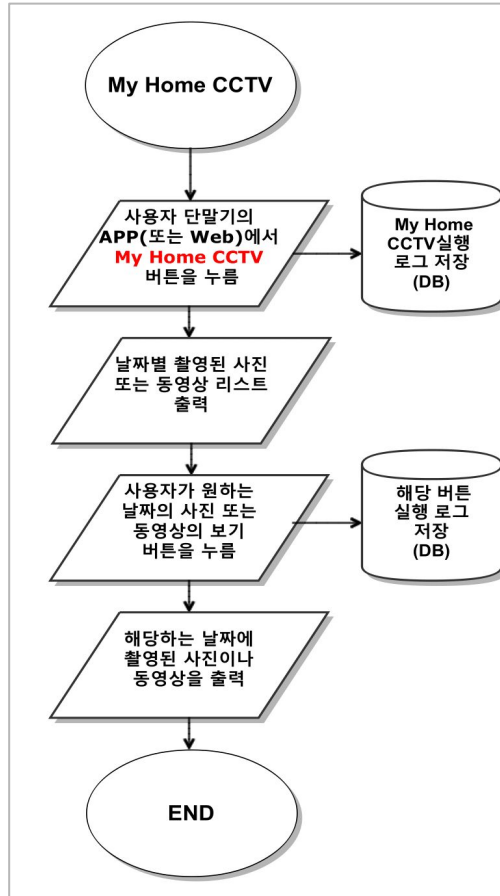 My Home CCTV
사용자 단말기의
APP(또는 Web)에서
My Home CCTV
버튼을 누름
My Home
CCTV실행
로그 저장
(DB)
날짜별 촬영된 사진
또는 동영상 리스트
출력
사용자가 원하는
날짜의 사진 또는
동영상의 보기
버튼을 누름
해당 버튼
실행 로그
저장
(DB)
해당하는 날짜에
촬영된 사진이나
동영상을 출력
END